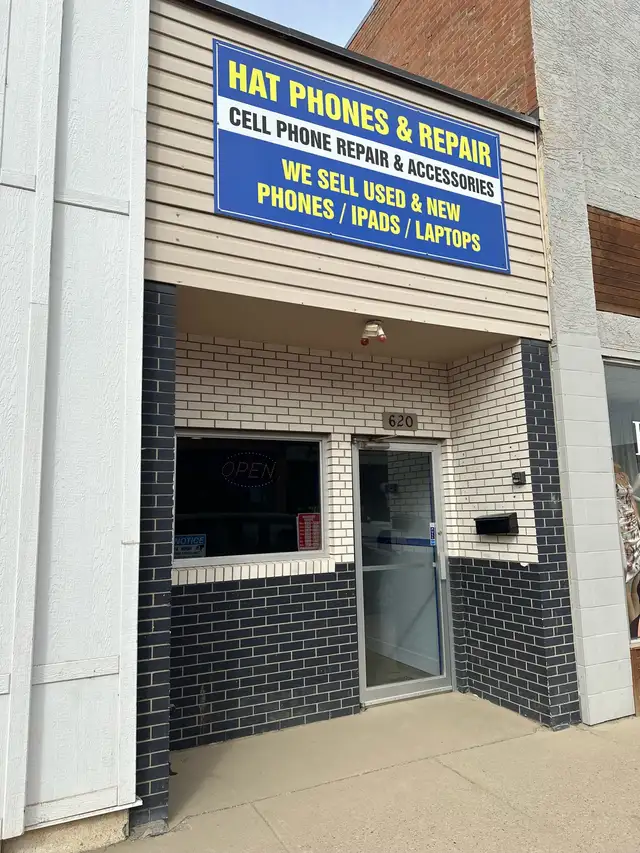 HAT PHONES & REPAIR
CELL PHONE REPAIR & ACCESSORIES
WE SELL USED & NEW
PHONES / IPADS / LAPTOPS
620
OPEN
NOTICE